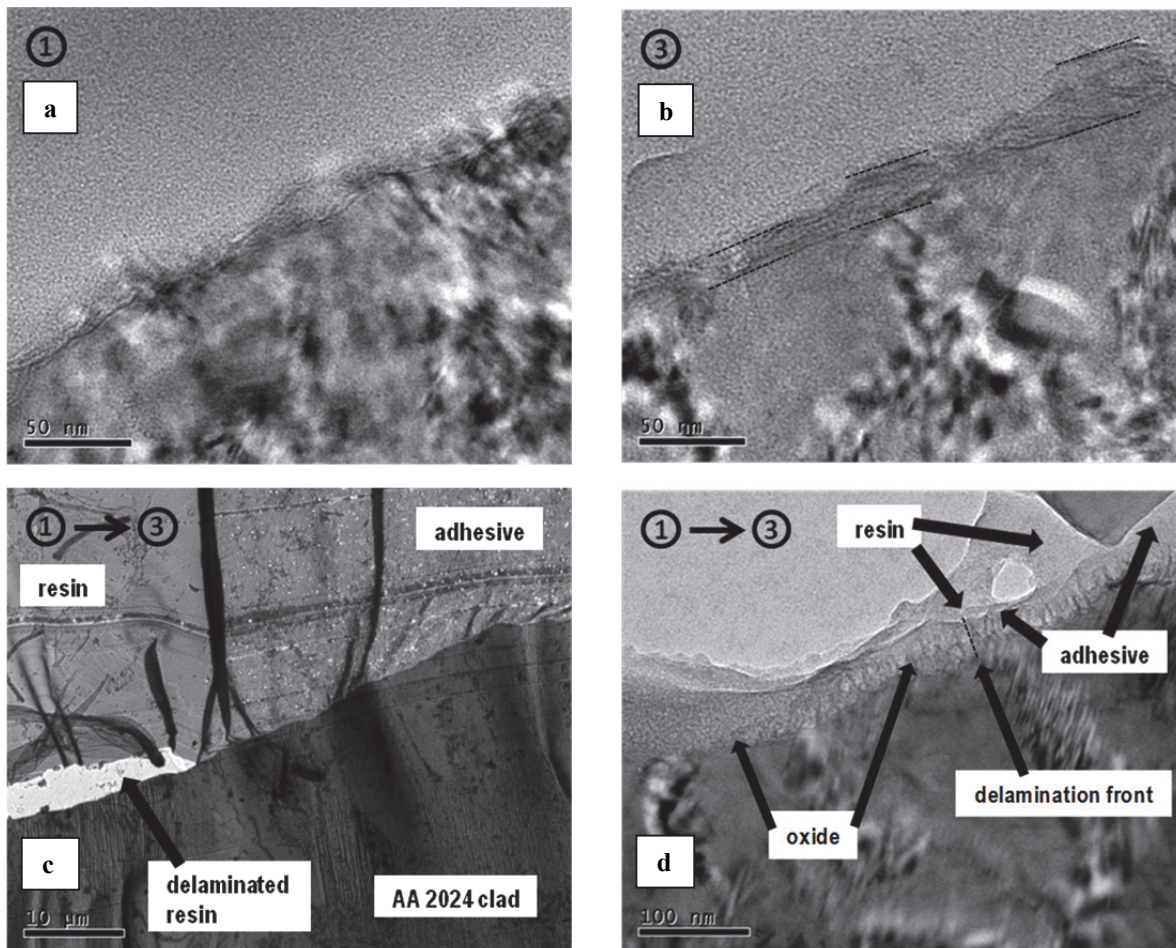 ①
a
50 nm
③
b
50 nm
① → ③
resin
adhesive
delaminated
resin
AA 2024 clad
c
10 μm
① → ③
resin
adhesive
delamination front
oxide
d
100 nm